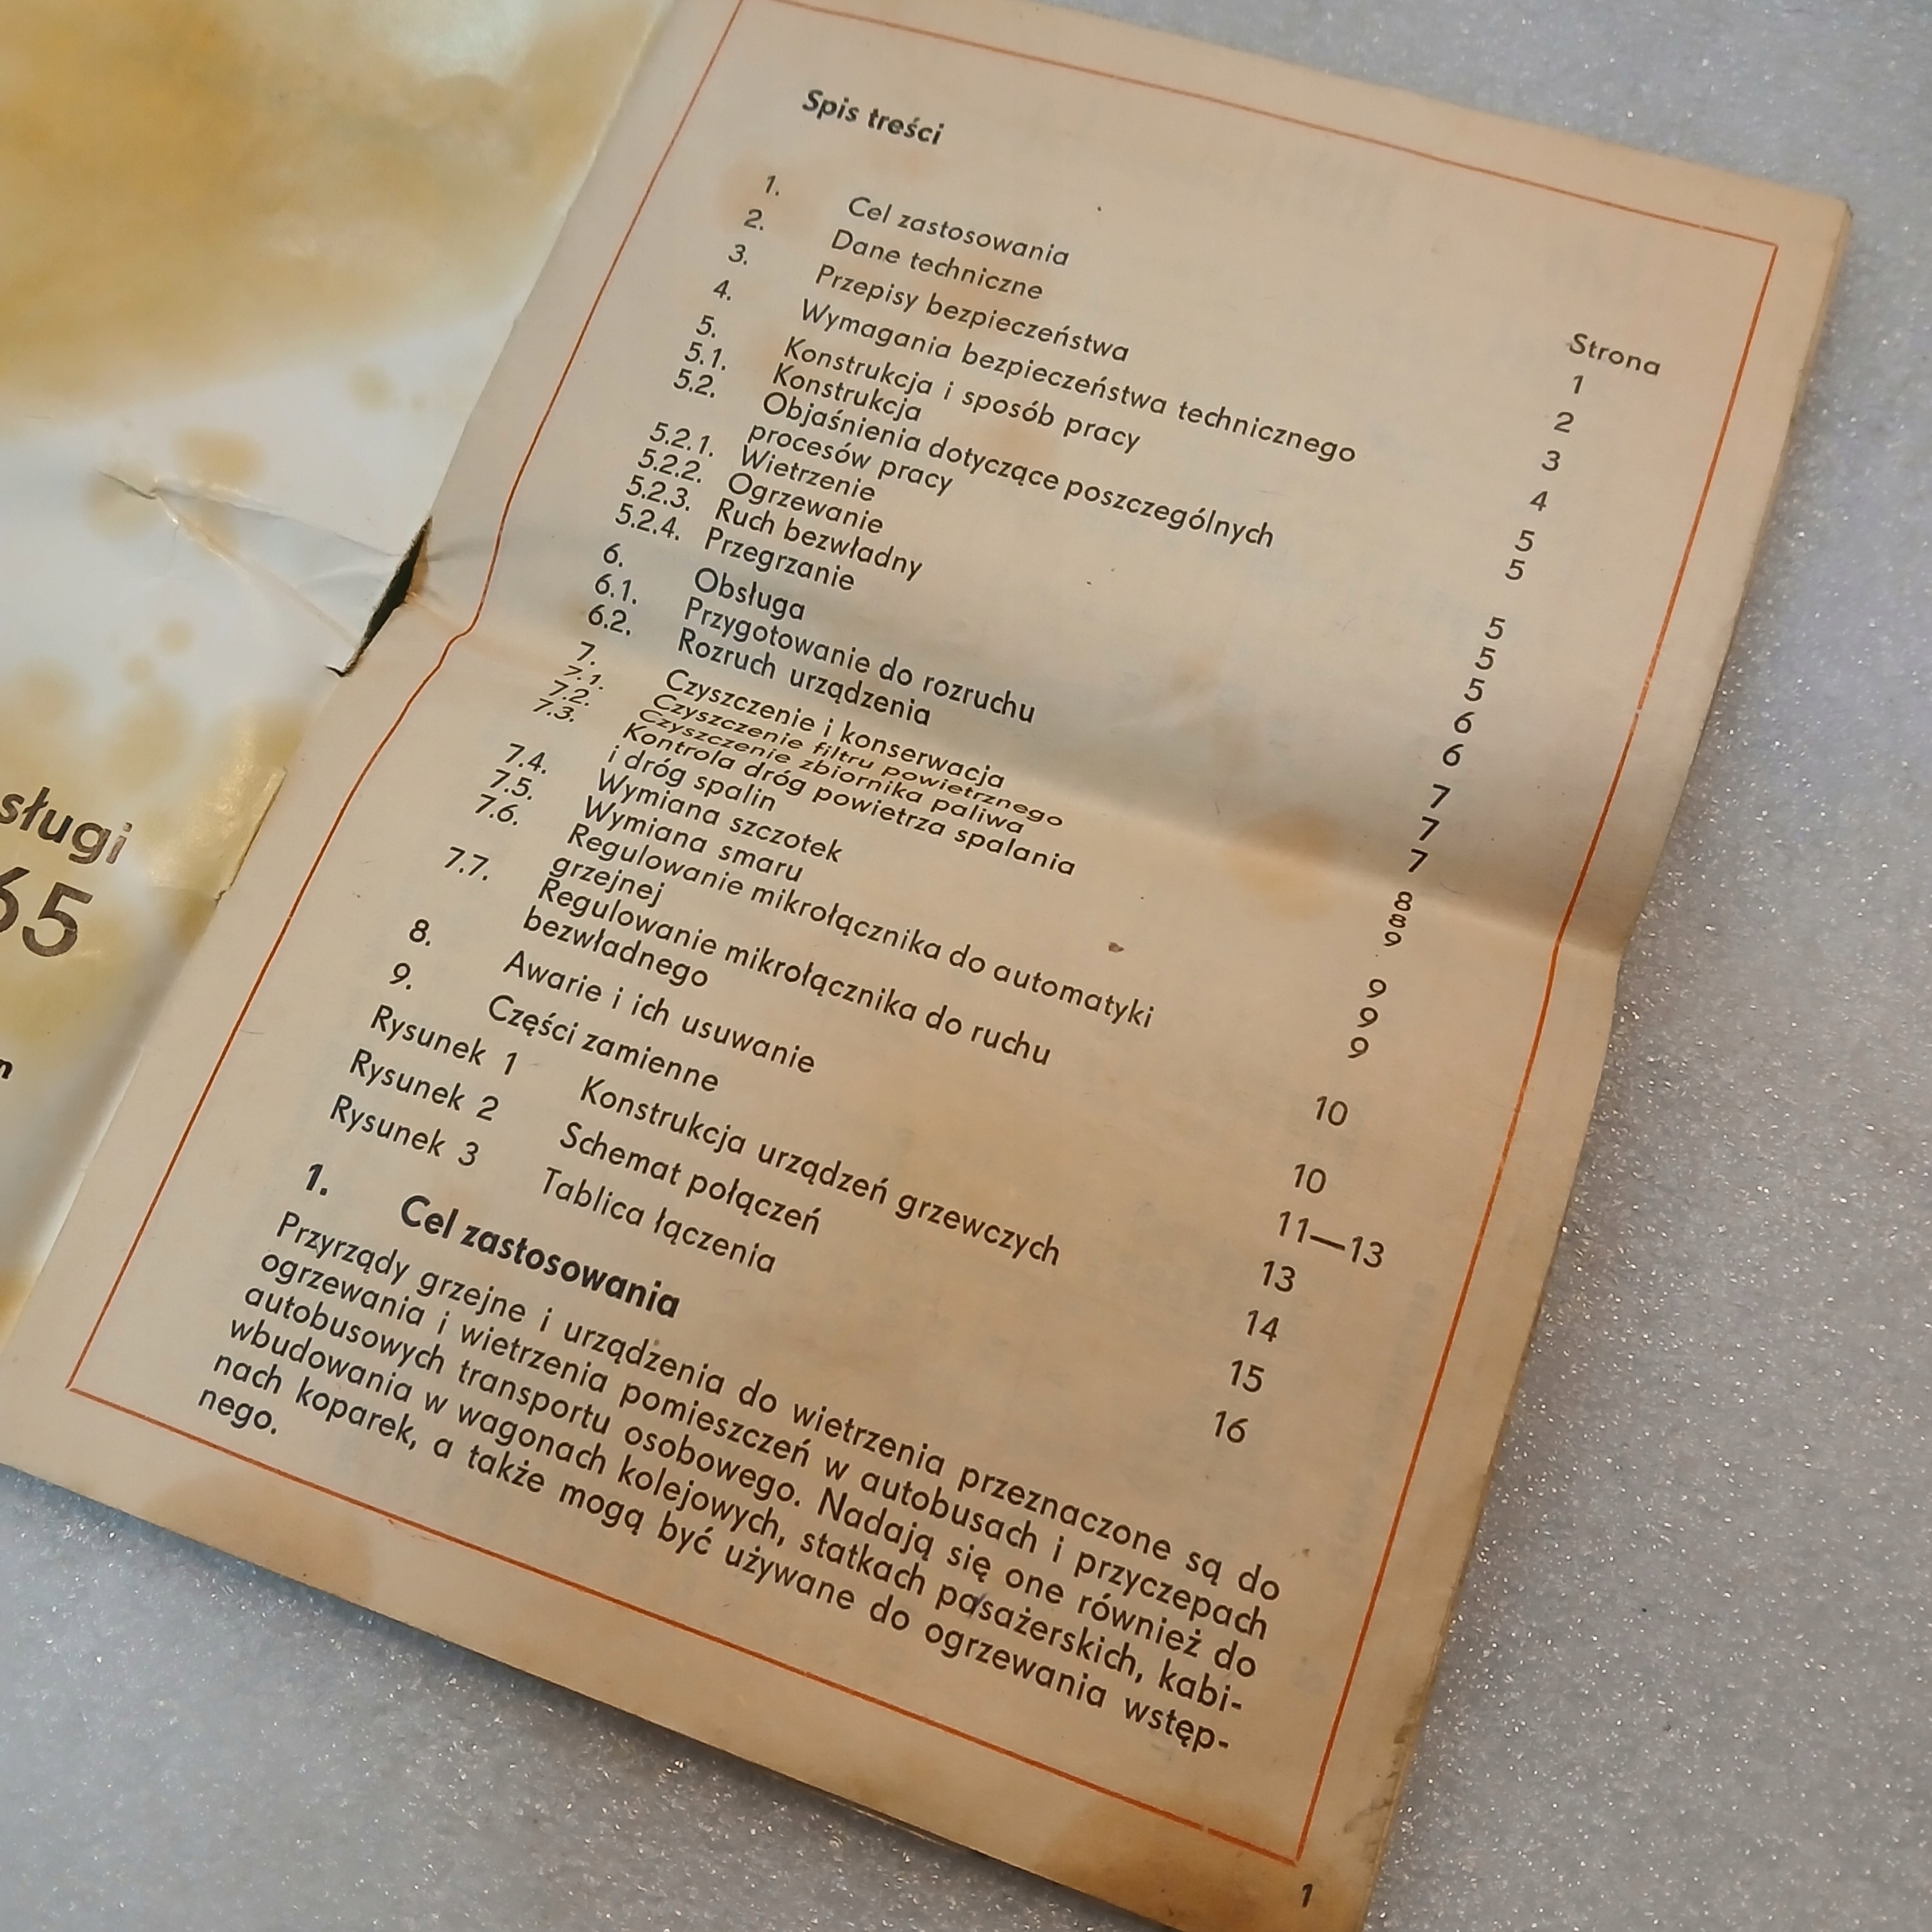 sługi
65
Spis treści
Strona
1. Cel zastosowania 1
2. Dane techniczne 2
3. Przepisy bezpieczeństwa 3
4. Wymagania bezpieczeństwa technicznego 4
5. Konstrukcja i sposób pracy 5
5.1. Konstrukcja 5
5.2. Objaśnienia dotyczące poszczególnych
procesów pracy 5
5.2.1. Wietrzenie 5
5.2.2. Ogrzewanie 5
5.2.3. Ruch bezwładny 6
5.2.4. Przegrzanie 6
6. Obsługa 7
6.1. Przygotowanie do rozruchu 7
6.2. Rozruch urządzenia 7
7. Czyszczenie i konserwacja 8
7.1. Czyszczenie filtru powietrznego 8
7.2. Czyszczenie zbiornika paliwa 9
7.3. Kontrola dróg powietrza spalania
i dróg spalin 9
7.4. Wymiana szczotek 9
7.5. Wymiana smaru 9
7.6. Regulowanie mikrołącznika do automatyki
grzejnej 10
7.7. Regulowanie mikrołącznika do ruchu
bezwładnego 10
8. Awarie i ich usuwanie 11—13
9. Części zamienne 13
Rysunek 1 Konstrukcja urządzeń grzewczych 14
Rysunek 2 Schemat połączeń 15
Rysunek 3 Tablica łączenia 16
1. Cel zastosowania
Przyrządy grzejne i urządzenia do wietrzenia przeznaczone są do
ogrzewania i wietrzenia pomieszczeń w autobusach i przyczepach
autobusowych transportu osobowego. Nadają się one również do
wbudowania w wagonach kolejowych, statkach pasażerskich, kabi-
nach koparek, a także mogą być używane do ogrzewania wstęp-
nego.
1